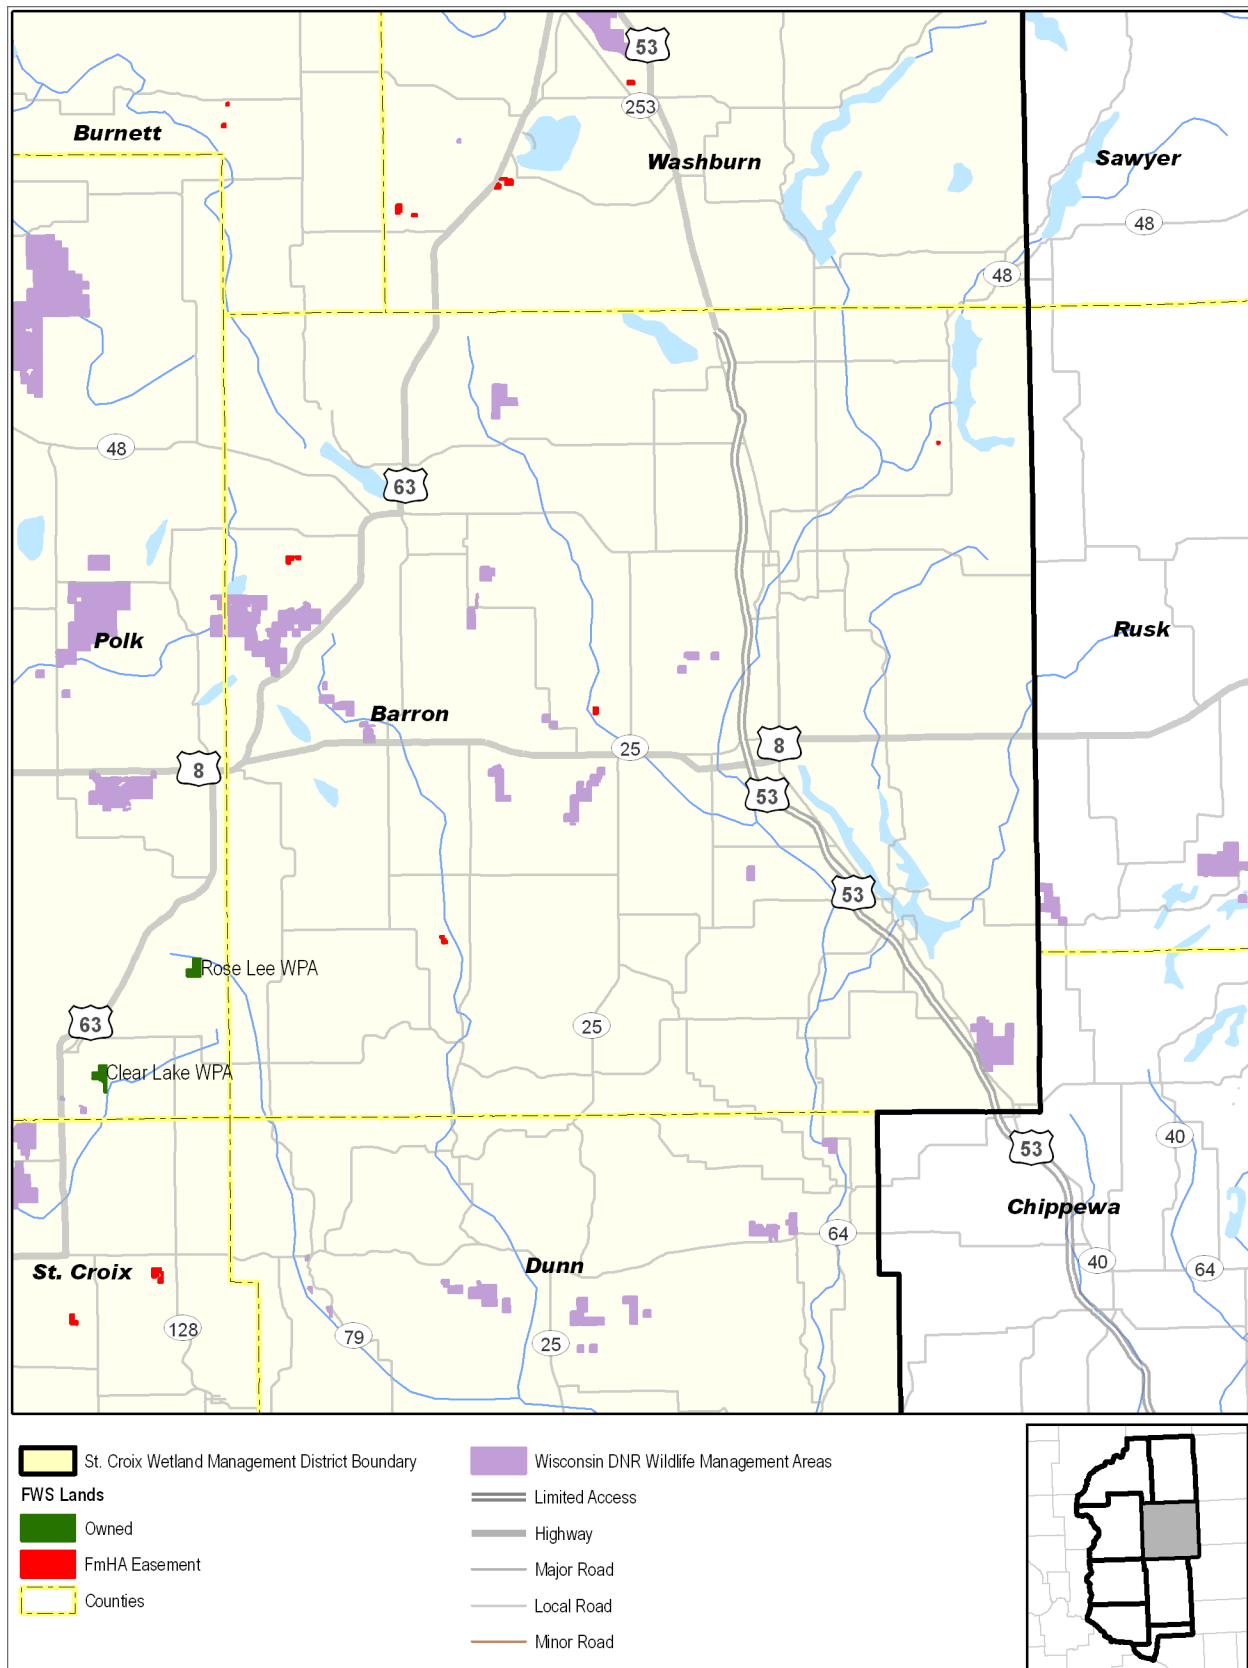 53
253
Burnett
Washburn
Sawyer
48
48
48
63
Polk
Rusk
Barron
25
8
8
53
53
Rose Lee WPA
63
25
Clear Lake WPA
53
40
Chippewa
64
St. Croix
Dunn
40
64
128
79
25
St. Croix Wetland Management District Boundary
FWS Lands
Owned
FmHA Easement
Counties
Wisconsin DNR Wildlife Management Areas
Limited Access
Highway
Major Road
Local Road
Minor Road